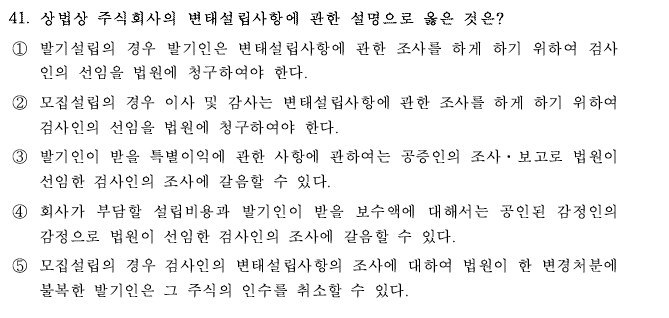 41. 상법상 주식회사의 변태설립사항에 관한 설명으로 옳은 것은?
① 발기설립의 경우 발기인은 변태설립사항에 관한 조사를 하게 하기 위하여 검사
인의 선임을 법원에 청구하여야 한다.
② 모집설립의 경우 이사 및 감사는 변태설립사항에 관한 조사를 하게 하기 위하여
검사인의 선임을 법원에 청구하여야 한다.
③ 발기인이 받을 특별이익에 관한 사항에 관하여는 공증인의 조사·보고로 법원이
선임한 검사인의 조사에 갈음할 수 있다.
④ 회사가 부담할 설립비용과 발기인이 받을 보수액에 대해서는 공인된 감정인의
감정으로 법원이 선임한 검사인의 조사에 갈음할 수 있다.
⑤ 모집설립의 경우 검사인의 변태설립사항의 조사에 대하여 법원이 한 변경처분에
불복한 발기인은 그 주식의 인수를 취소할 수 있다.